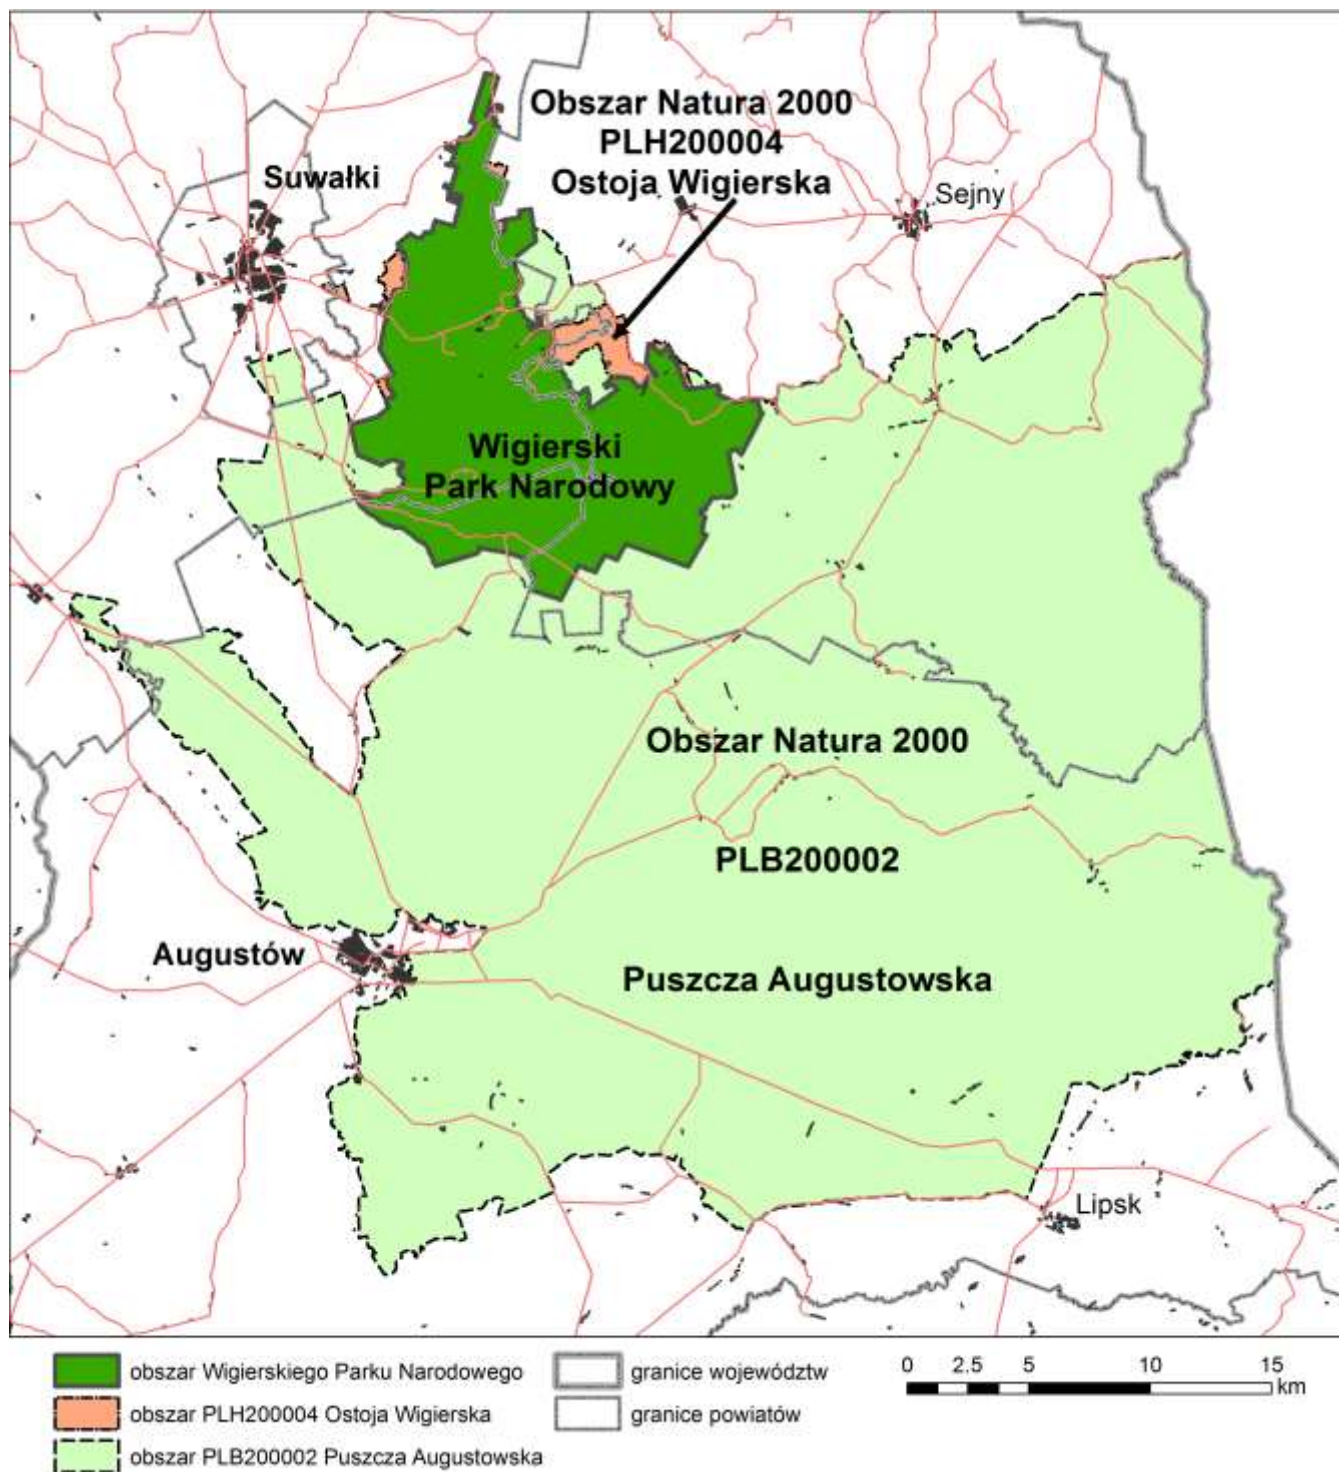 Obszar Natura 2000
PLH200004
Ostoja Wigierska
Suwałki
Sejny
Wigierski
Park Narodowy
Obszar Natura 2000
PLB200002
Augustów
Puszcza Augustowska
Lipsk
obszar Wigierskiego Parku Narodowego
obszar PLH200004 Ostoja Wigierska
obszar PLB200002 Puszcza Augustowska
granice województw
granice powiatów
0 2.5 5 10 15
km